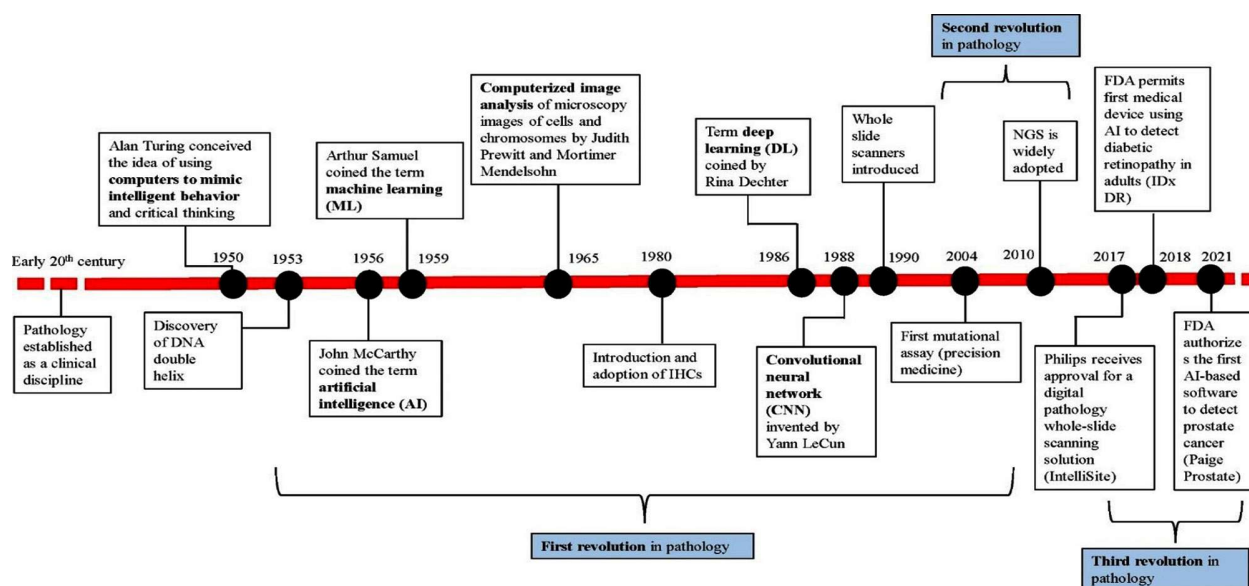 Second revolution
in pathology
Alan Turing conceived
the idea of using
computers to mimic
intelligent behavior
and critical thinking
Arthur Samuel
coined the term
machine learning
(ML)
Computerized image
analysis of microscopy
images of cells and
chromosomes by Judith
Prewitt and Mortimer
Mendelsohn
Term deep
learning (DL)
coined by
Rina Dechter
Whole
slide
scanners
introduced
NGS is
widely
adopted
FDA permits
first medical
device using
AI to detect
diabetic
retinopathy in
adults (IDx
DR)
Early 20th century
1950
1953
1956
1959
1965
1980
1986
1988
1990
2004
2010
2017
2018
2021
Pathology
established
as a clinical
discipline
Discovery
of DNA
double
helix
John McCarthy
coined the term
artificial
intelligence (AI)
Introduction and
adoption of IHCs
Convolutional
neural
network
(CNN)
invented by
Yann LeCun
First mutational
assay (precision
medicine)
Philips receives
approval for a
digital
pathology
whole-slide
scanning
solution
(IntelliSite)
FDA
authorize
s the first
AI-based
software
to detect
prostate
cancer
(Paige
Prostate)
First revolution in pathology
Third revolution in
pathology